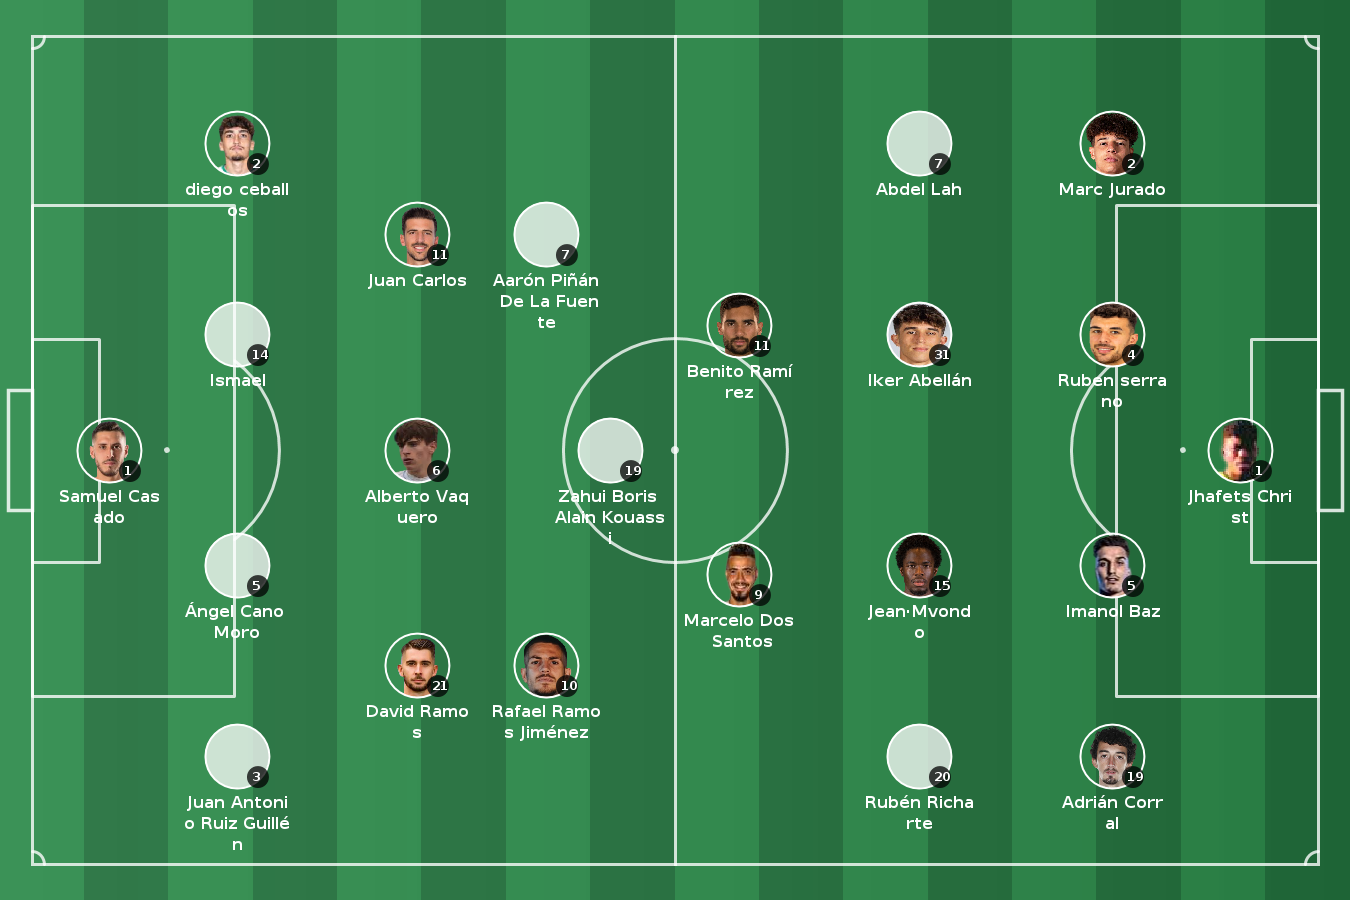 2
diego ceball
os
14
Ismael
1
Samuel Cas
ado
5
Ángel Cano
Moro
3
Juan Antoni
o Ruiz Guillé
n
11
Juan Carlos
6
Alberto Vaq
uero
21
David Ramo
s
7
Aarón Piñán
De La Fuen
te
10
Rafael Ramo
s Jiménez
19
Zahui Boris
Alain Kouass
i
11
Benito Ramí
rez
9
Marcelo Dos
Santos
7
Abdel Lah
31
Iker Abellán
15
Jean·Mvond
o
20
Rubén Richa
rte
2
Marc Jurado
4
Ruben serra
no
5
Imanol Baz
19
Adrián Corr
al
1
Jhafets Chri
st